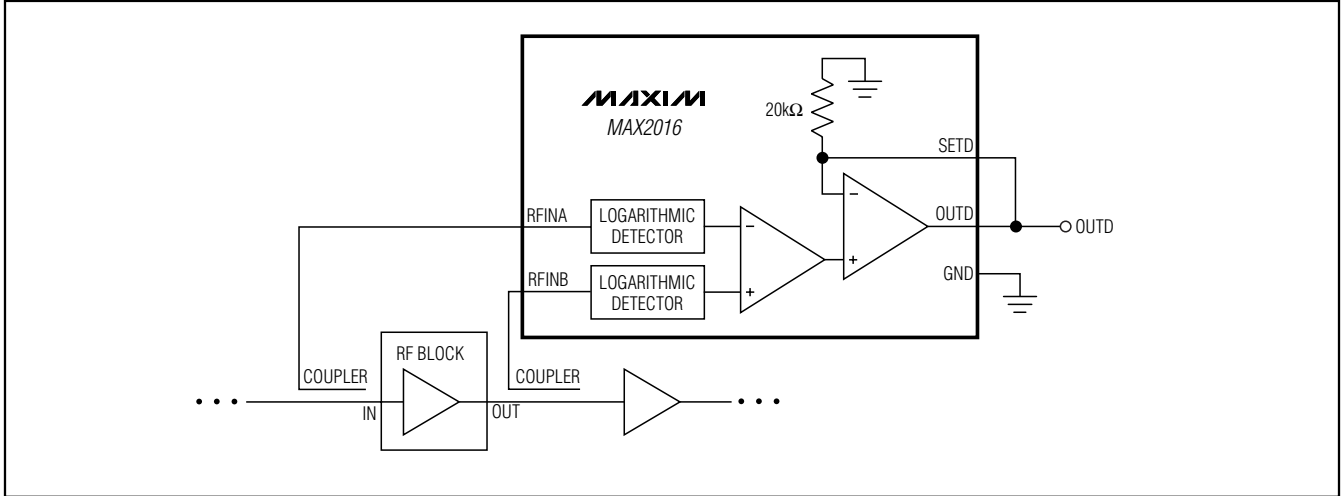 MAXIM
MAX2016
20kΩ
SETD
RFINA
LOGARITHMIC
DETECTOR
OUTD
OUTD
RFINB
LOGARITHMIC
DETECTOR
GND
RF BLOCK
COUPLER
COUPLER
IN
OUT